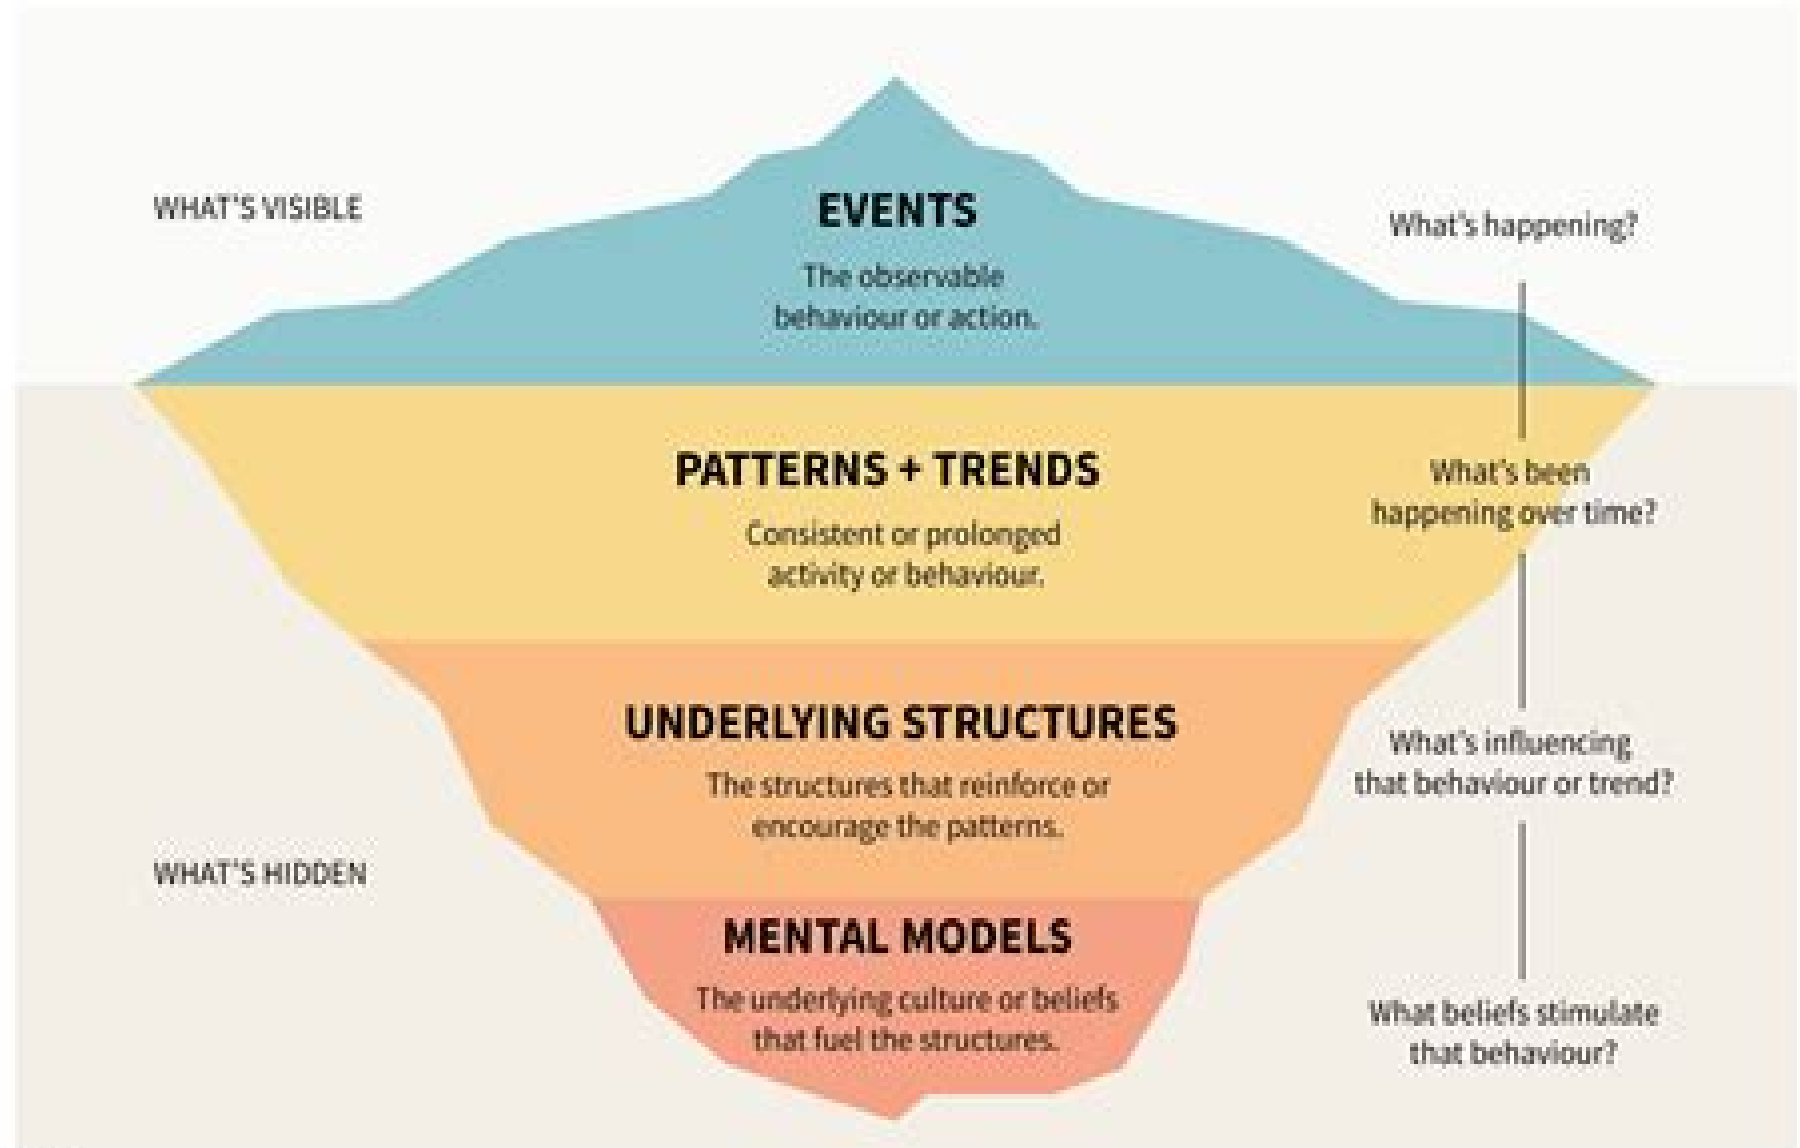 WHAT'S VISIBLE
EVENTS
The observable
behaviour or action.
What's happening?
PATTERNS + TRENDS
Consistent or prolonged
activity or behaviour.
What's been
happening over time?
UNDERLYING STRUCTURES
The structures that reinforce or
encourage the patterns.
What's influencing
that behaviour or trend?
WHAT'S HIDDEN
MENTAL MODELS
The underlying culture or beliefs
that fuel the structures.
What beliefs stimulate
that behaviour?